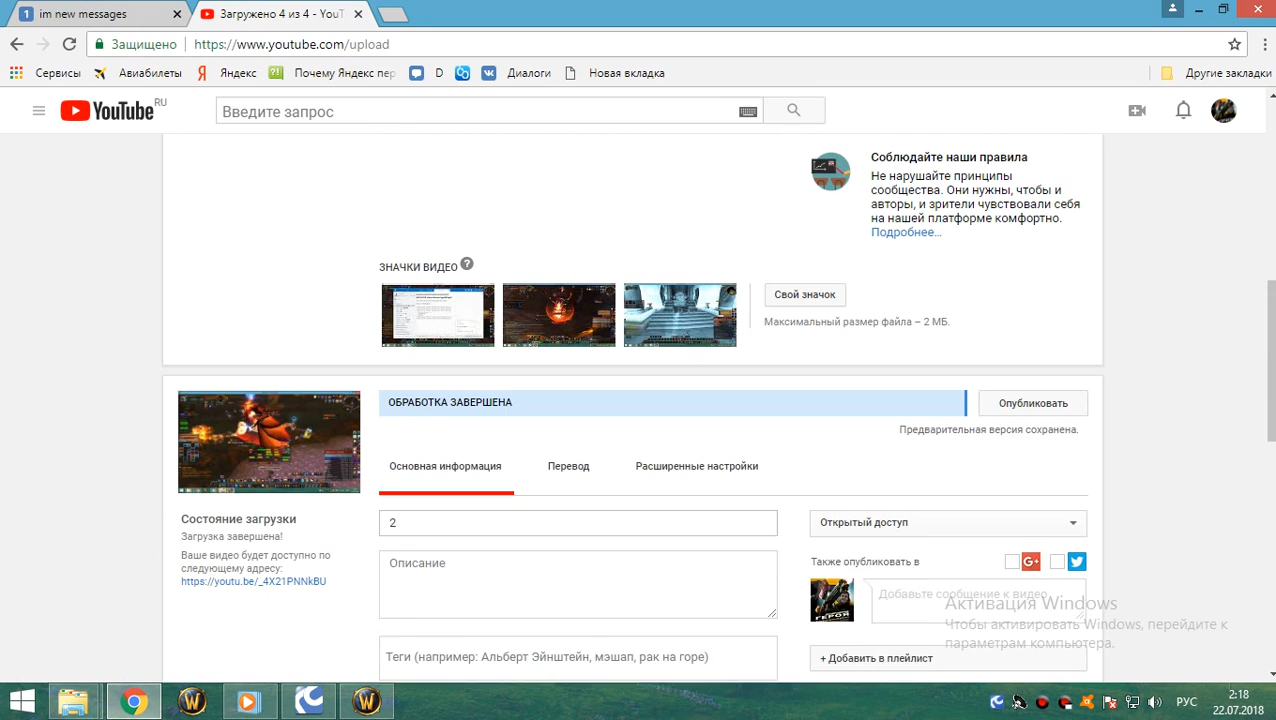 im new messages
Загружено 4 из 4 - YouT
Защищено
https://www.youtube.com/upload
Сервисы
Авиабилеты
Яндекс
Почему Яндекс пер
D
Диалоги
Новая вкладка
Другие закладки
YouTube RU
Введите запрос
Соблюдайте наши правила
Не нарушайте принципы
сообщества. Они нужны, чтобы и
авторы, и зрители чувствовали себя
на нашей платформе комфортно.
Подробнее…
ЗНАЧКИ ВИДЕО ?
Свой значок
Максимальный размер файла – 2 МБ.
ОБРАБОТКА ЗАВЕРШЕНА
Опубликовать
Предварительная версия сохранена.
Основная информация
Перевод
Расширенные настройки
Состояние загрузки
Загрузка завершена!
Ваше видео будет доступно по
следующему адресу:
https://youtu.be/_4X21PNNkBU
2
Описание
Теги (например: Альберт Эйнштейн, мэшап, рак на горе)
Открытый доступ
Также опубликовать в
G+
ГЕРОЯ
Добавьте сообщение к видео
+ Добавить в плейлист
Активация Windows
Чтобы активировать Windows, перейдите к
параметрам компьютера.
РУС
2:18
22.07.2018